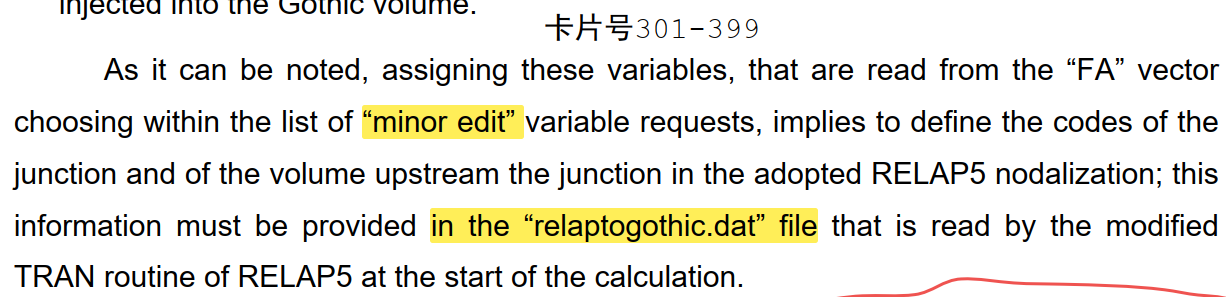 injected into the Gothic volume.
卡片号301-399
As it can be noted, assigning these variables, that are read from the “FA” vector
choosing within the list of “minor edit” variable requests, implies to define the codes of the
junction and of the volume upstream the junction in the adopted RELAP5 nodalization; this
information must be provided in the “relaptogothic.dat” file that is read by the modified
TRAN routine of RELAP5 at the start of the calculation.